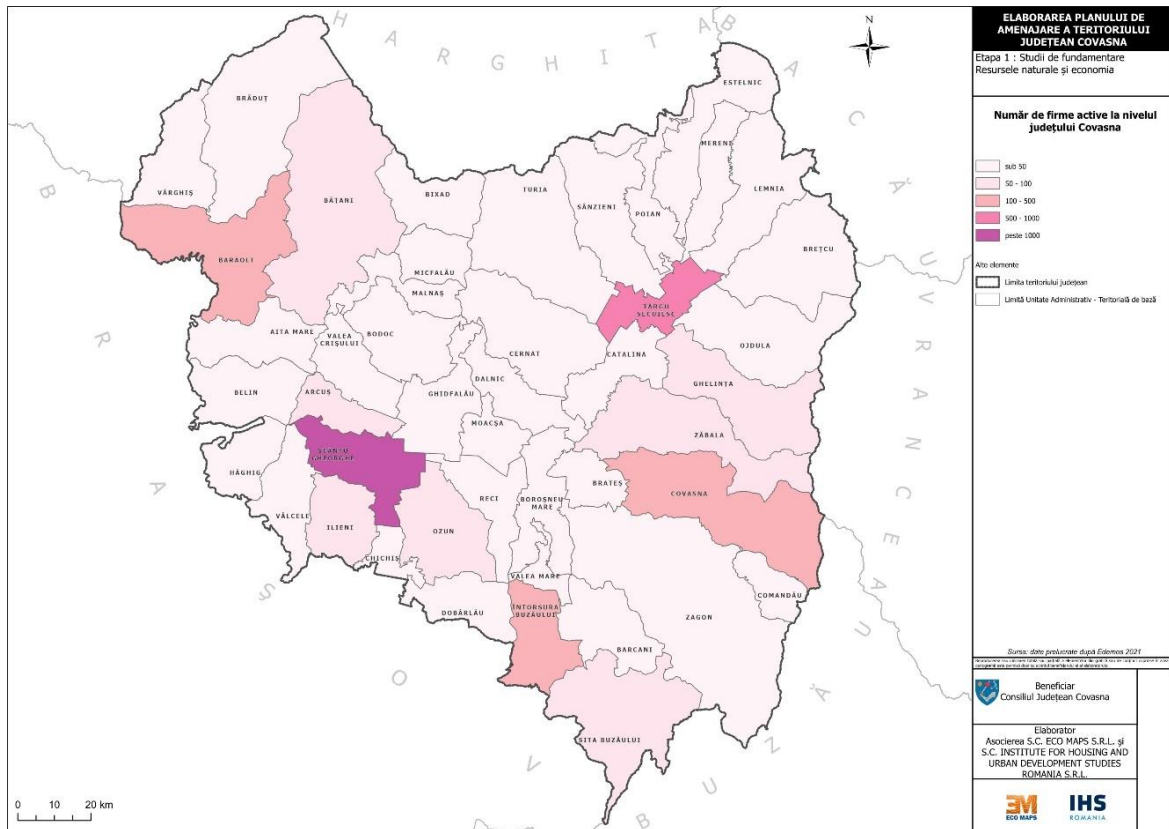 HARGHITA
BACĂU
VRANCEA
BUZĂU
BRAȘOV
N
ESTELNIC
BRĂDUȚ
MERENI
LEMNIA
VÂRGHIȘ
BĂȚANI
BIXAD
TURIA
SÂNZIENI
POIAN
BREȚCU
BARAOLT
MICFALĂU
MALNAȘ
TÂRGU
SECUIESC
AITA MARE
VALEA
CRIȘULUI
BODOC
CERNAT
CATALINA
OJDULA
BELIN
ARCUȘ
GHIDFALĂU
DALNIC
GHELINȚA
MOACȘA
ZĂBALA
SFÂNTU
GHEORGHE
HĂGHIG
BRATEȘ
COVASNA
RECI
BOROȘNEU
MARE
VÂLCELE
ILIENI
OZUN
CHICHIȘ
VALEA MARE
COMANDĂU
DOBÂRLĂU
ÎNTORSURA
BUZĂULUI
ZAGON
BARCANI
SITA BUZĂULUI
0 10 20 km
ELABORAREA PLANULUI DE
AMENAJARE A TERITORIULUI
JUDEȚEAN COVASNA
Etapa 1 : Studii de fundamentare
Resursele naturale și economia
Număr de firme active la nivelul
județului Covasna
sub 50
50 - 100
100 - 500
500 - 1000
peste 1000
Alte elemente
Limita teritoriului județean
Limită Unitate Administrativ - Teritorială de bază
Sursa: date prelucrate după Edemos 2021
Beneficiar
Consiliul Județean Covasna
Elaborator
Asocierea S.C. ECO MAPS S.R.L. și
S.C. INSTITUTE FOR HOUSING AND
URBAN DEVELOPMENT STUDIES
ROMANIA S.R.L.
ECO MAPS
IHS
ROMANIA